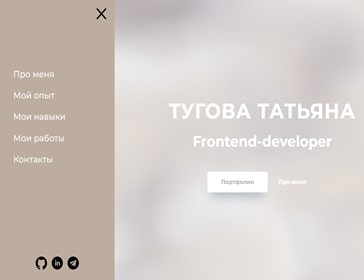 Про меня
Мой опыт
Мои навыки
Мои работы
Контакты
ТУГОВА ТАТЬЯНА
Frontend-developer
Портфолио
Про меня